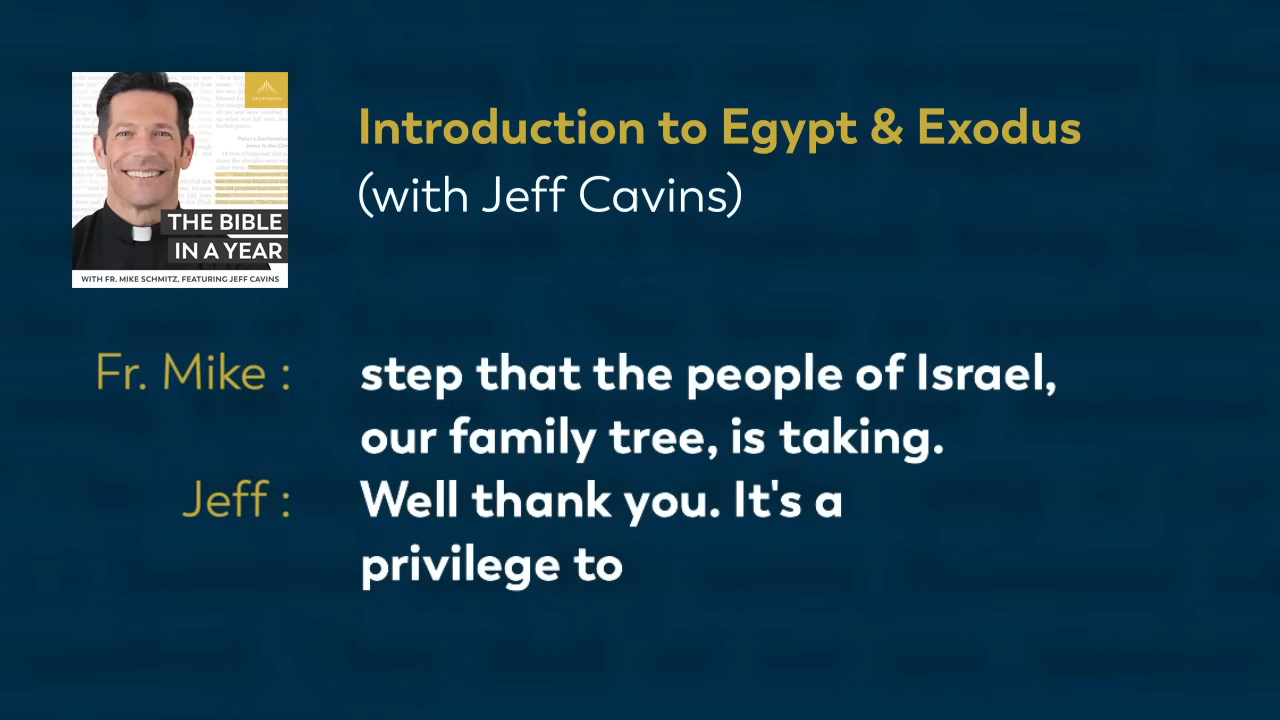 Introduction to Egypt & Exodus
(with Jeff Cavins)
ASCENSION
THE BIBLE
IN A YEAR
WITH FR. MIKE SCHMITZ, FEATURING JEFF CAVINS
Fr. Mike : step that the people of Israel,
our family tree, is taking.
Jeff : Well thank you. It's a
privilege to